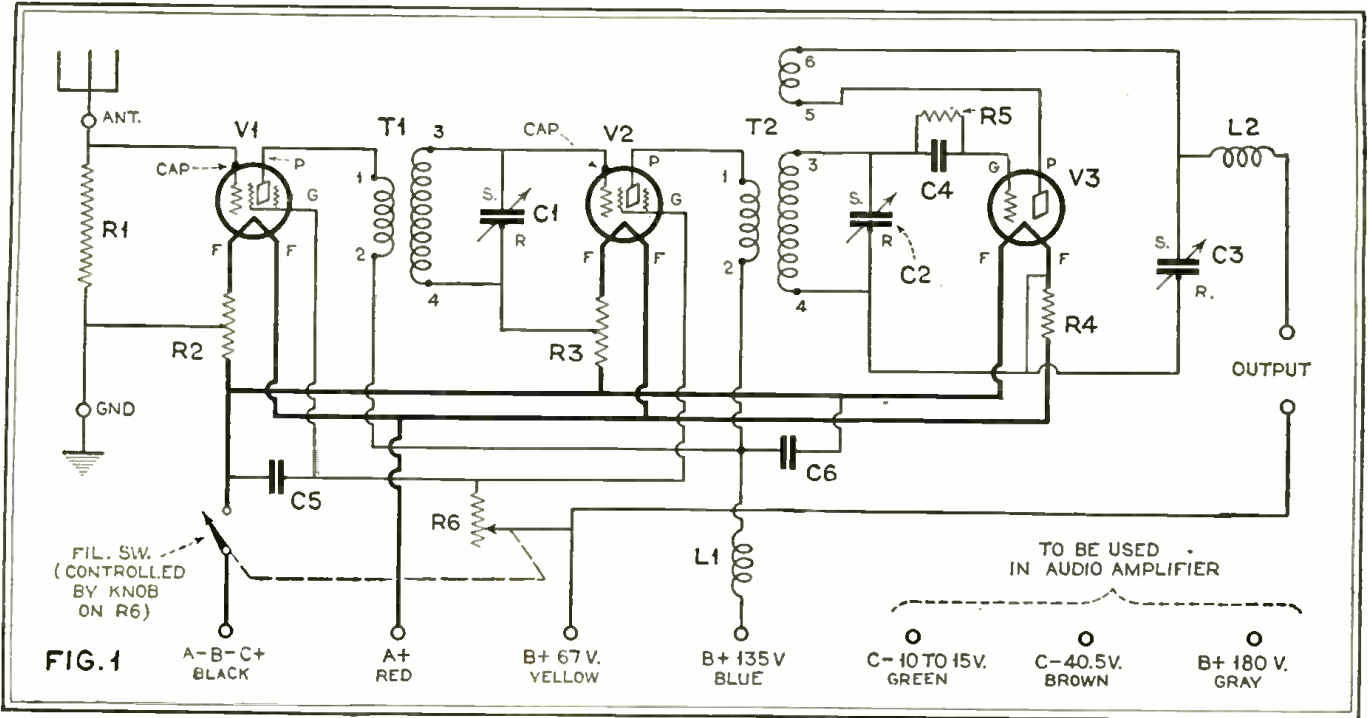 6
5
ANT.
V1
T1
3
CAP
V2
T2
3
R5
L2
CAP
P
1
P
1
G
P
V3
G
S.
C1
G
S.
C4
R1
R
R
C2
S.
C3
F
F
2
4
F
F
2
4
F
F
R.
R2
R3
R4
OUTPUT
GND
C5
C6
R6
L1
FIL. SW.
(CONTROLLED
BY KNOB
ON R6)
TO BE USED
IN AUDIO AMPLIFIER
FIG.1
A-B-C+
BLACK
A+
RED
B+ 67 V.
YELLOW
B+ 135 V
BLUE
C-10 TO 15V.
GREEN
C-40.5V.
BROWN
B+ 180 V.
GRAY